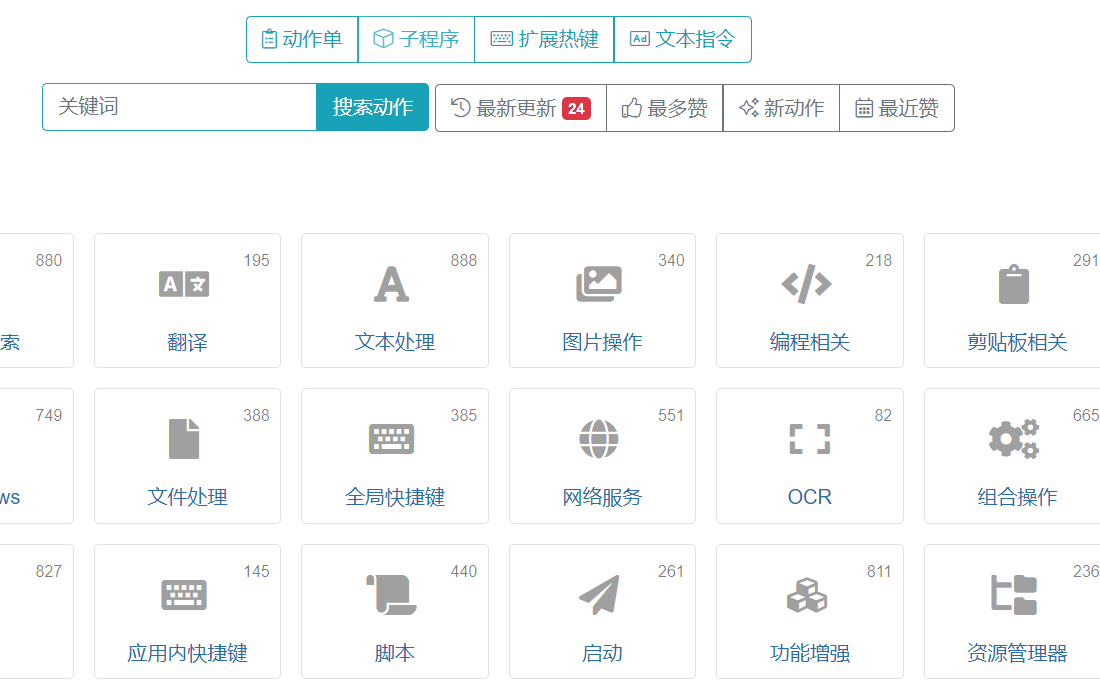 动作单 子程序 扩展热键 Ad 文本指令
关键词 搜索动作 最新更新 24 最多赞 新动作 最近赞
880 195 888 340 218 291
A 文 A
索 翻译 文本处理 图片操作 编程相关 剪贴板相关
749 388 385 551 82 665
ws 文件处理 全局快捷键 网络服务 OCR 组合操作
827 145 440 261 811 236
应用内快捷键 脚本 启动 功能增强 资源管理器